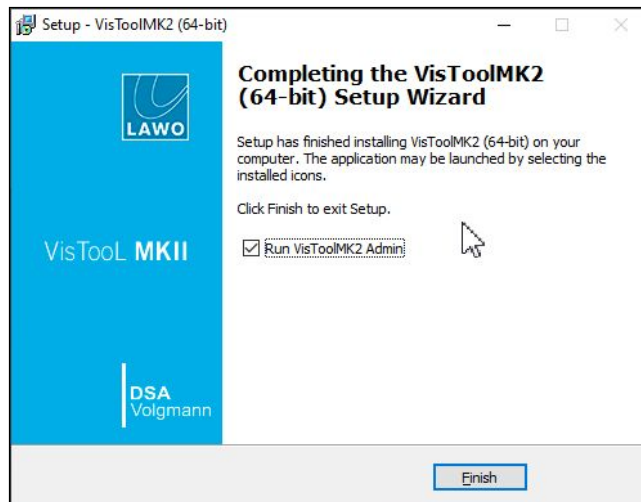 Setup - VisToolMK2 (64-bit)
LAWO
VisTooL MKII
DSA
Volgmann
Completing the VisToolMK2
(64-bit) Setup Wizard
Setup has finished installing VisToolMK2 (64-bit) on your
computer. The application may be launched by selecting the
installed icons.
Click Finish to exit Setup.
Run VisToolMK2 Admin
Finish